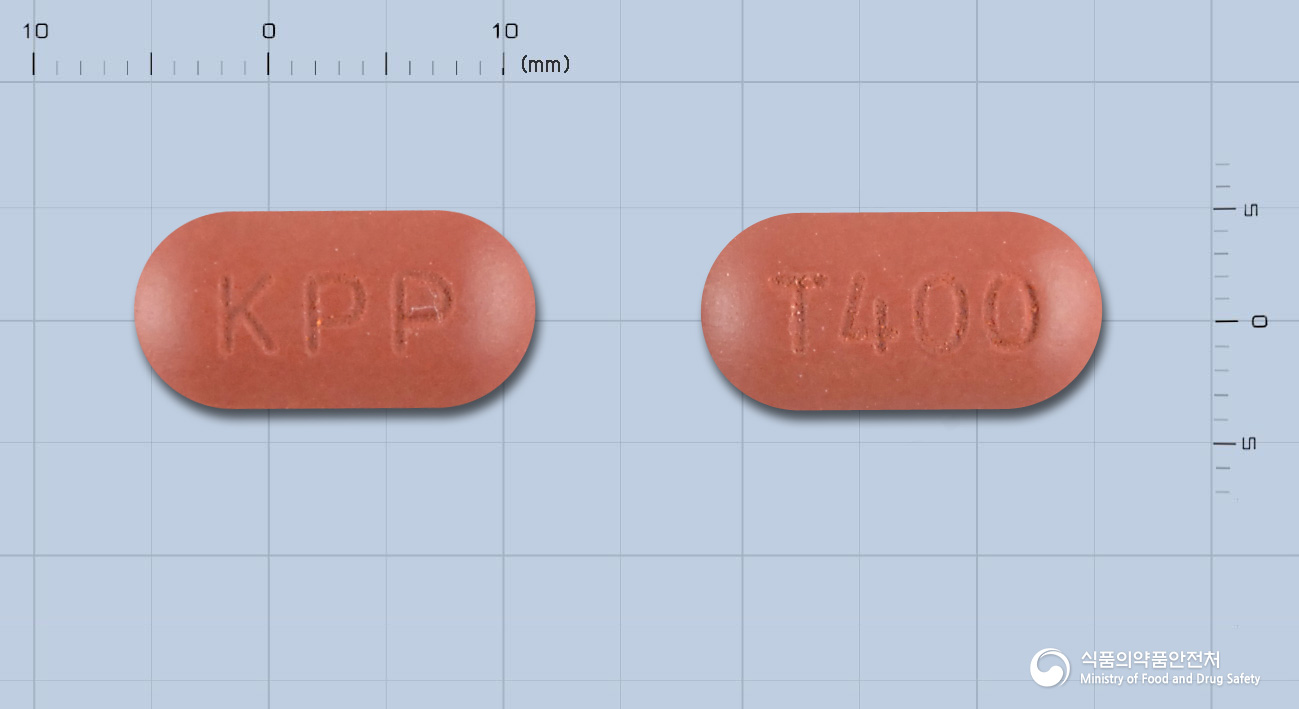 10 0 10 (mm)
KPP
T400
5
0
5
식품의약품안전처
Ministry of Food and Drug Safety